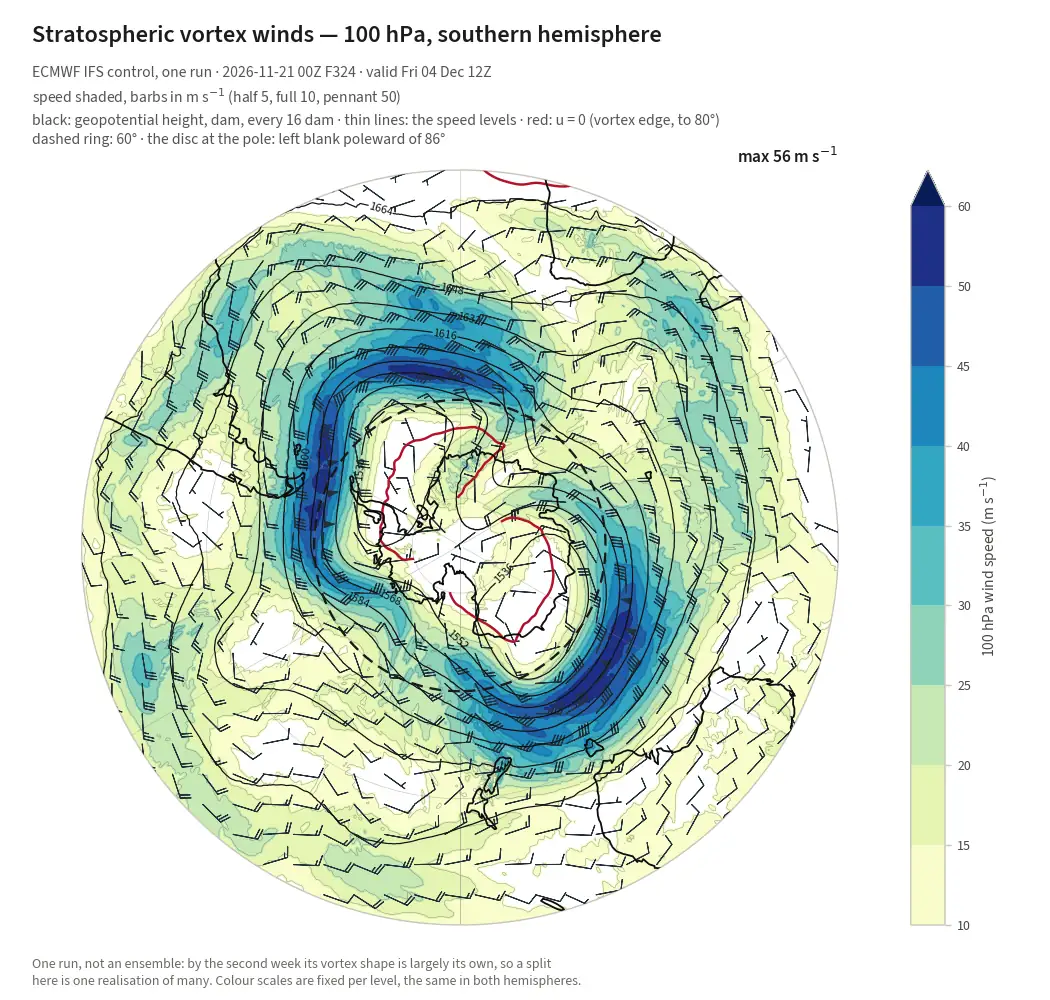 Stratospheric vortex winds — 100 hPa, southern hemisphere
ECMWF IFS control, one run · 2026-11-21 00Z F324 · valid Fri 04 Dec 12Z
speed shaded, barbs in m s⁻¹ (half 5, full 10, pennant 50)
black: geopotential height, dam, every 16 dam · thin lines: the speed levels · red: u = 0 (vortex edge, to 80°)
dashed ring: 60° · the disc at the pole: left blank poleward of 86°
max 56 m s⁻¹
1664
1648
1632
1616
1584
1568
1552
1536
60
50
45
40
35
30
25
20
15
10
100 hPa wind speed (m s⁻¹)
One run, not an ensemble: by the second week its vortex shape is largely its own, so a split
here is one realisation of many. Colour scales are fixed per level, the same in both hemispheres.